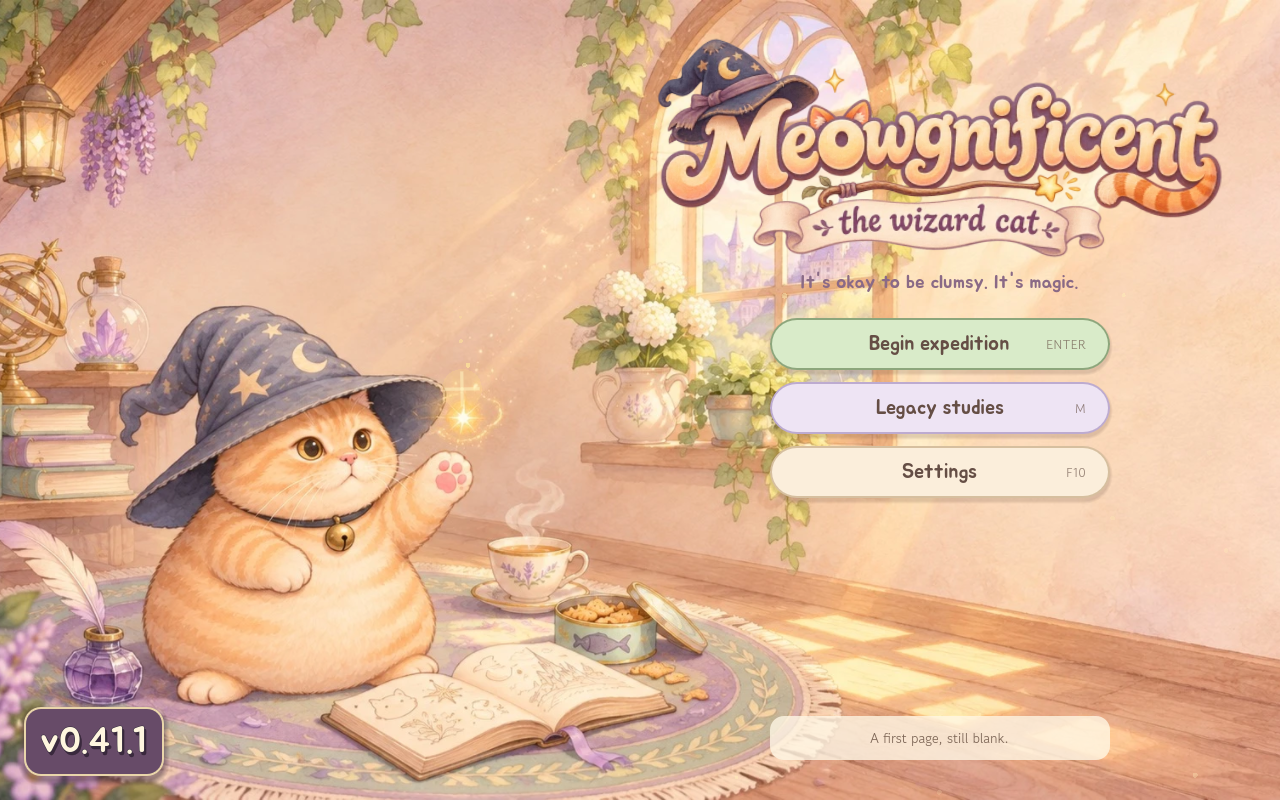 Meowgnificent
the wizard cat
It's okay to be clumsy. It's magic.
Begin expedition ENTER
Legacy studies M
Settings F10
A first page, still blank.
v0.41.1